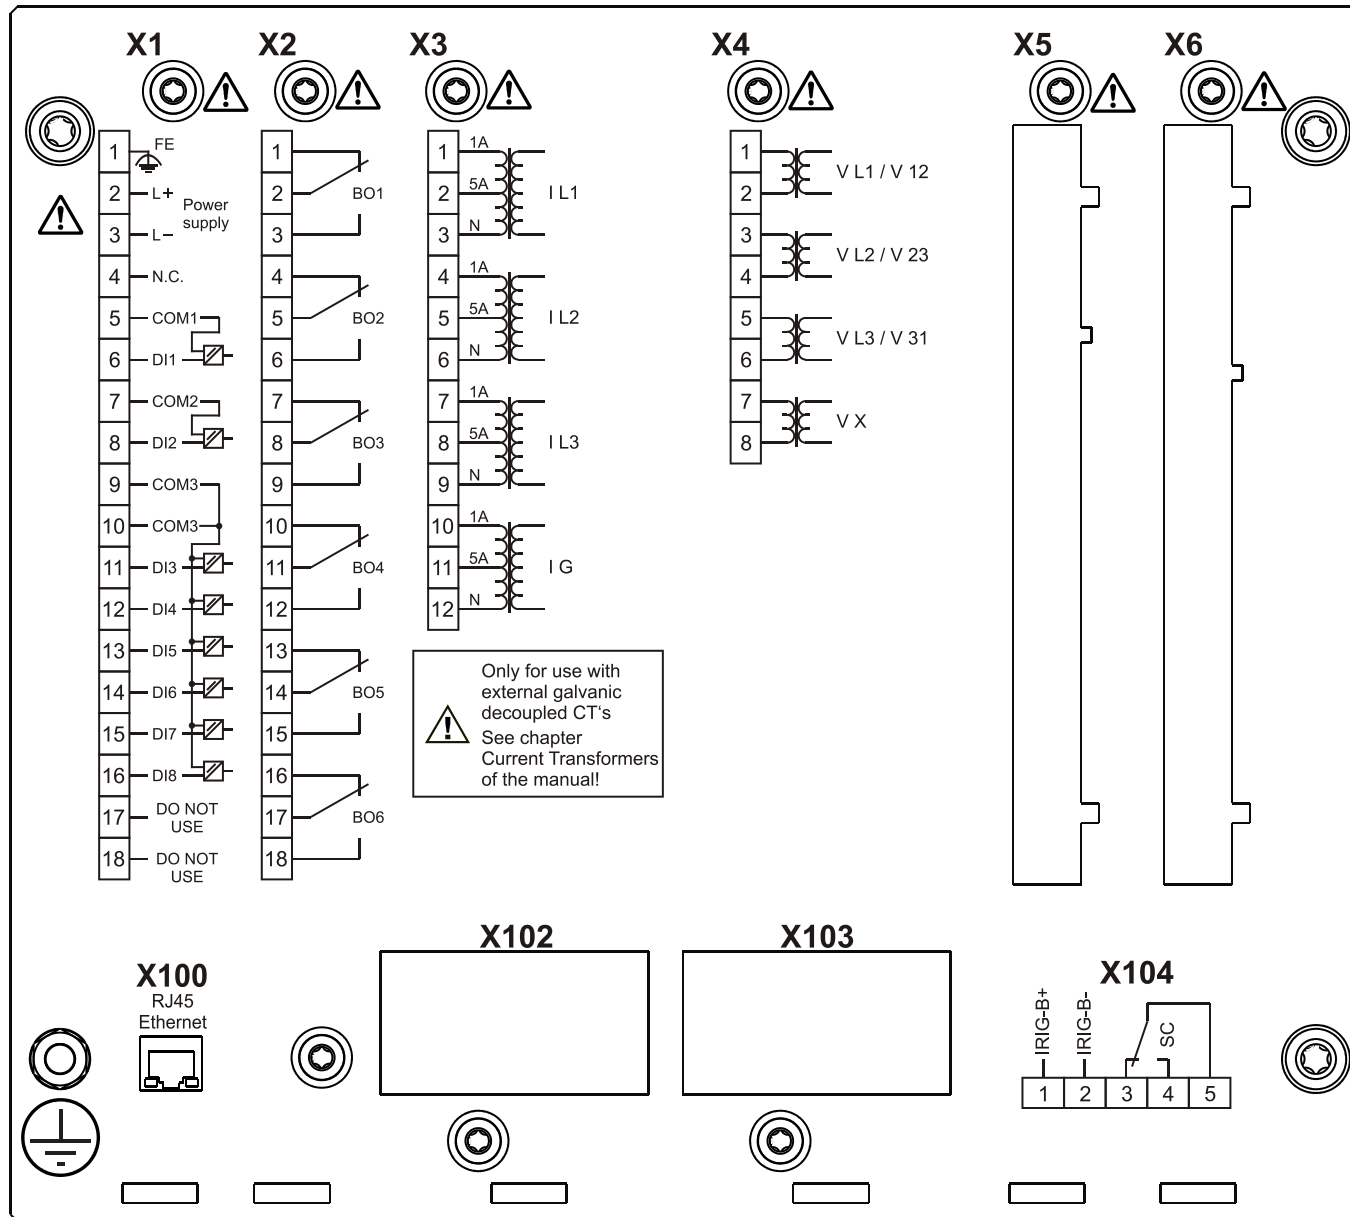 X1
X2
X3
X4
X5
X6
1 FE
2 L+
Power
supply
3 L−
4 N.C.
5 COM1
6 DI1
7 COM2
8 DI2
9 COM3
10 COM3
11 DI3
12 DI4
13 DI5
14 DI6
15 DI7
16 DI8
17 DO NOT
USE
18 DO NOT
USE
1
2 BO1
3
4
5 BO2
6
7
8 BO3
9
10
11 BO4
12
13
14 BO5
15
16
17 BO6
18
1 1A
2 5A I L1
3 N
4 1A
5 5A I L2
6 N
7 1A
8 5A I L3
9 N
10 1A
11 5A I G
12 N
Only for use with
external galvanic
decoupled CT‘s
See chapter
Current Transformers
of the manual!
1
V L1 / V 12
2
3
V L2 / V 23
4
5
V L3 / V 31
6
7
V X
8
X100
RJ45
Ethernet
X102
X103
X104
IRIG-B+
IRIG-B-
SC
1 2 3 4 5